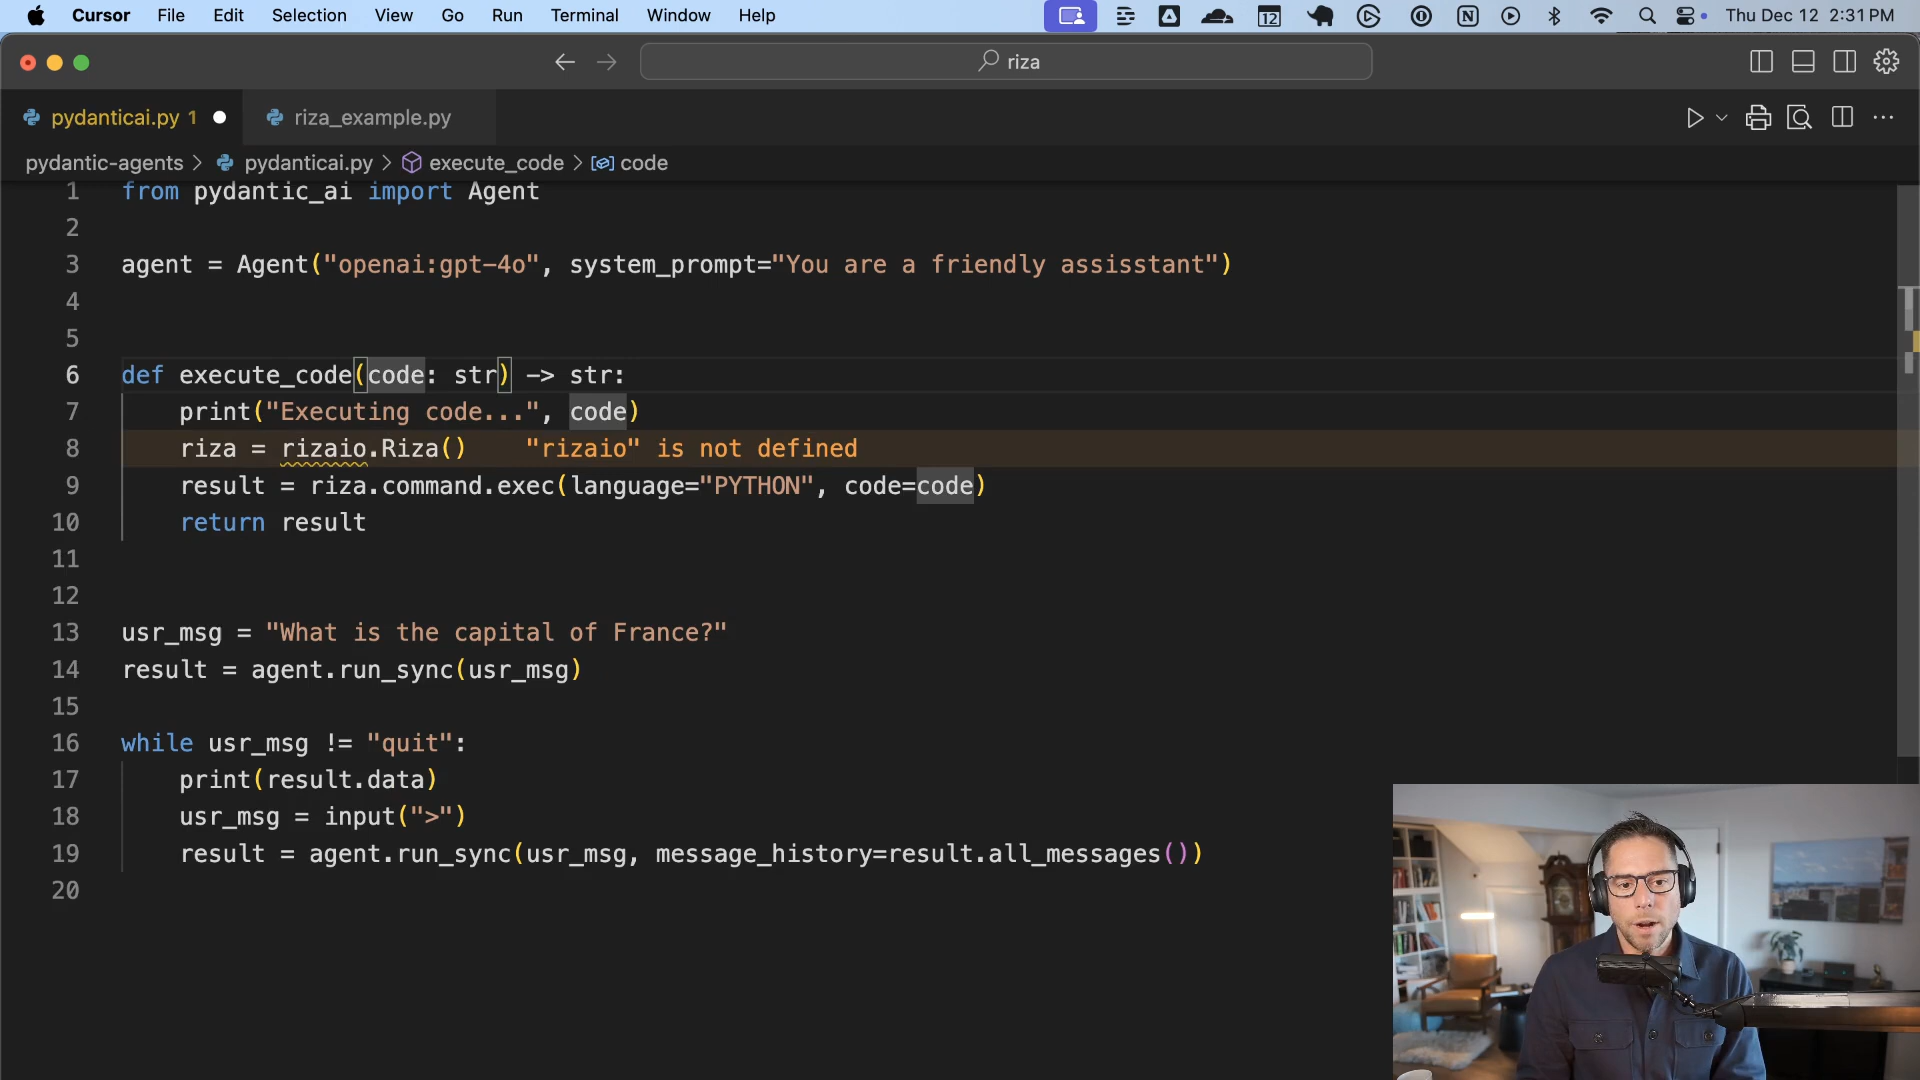 Cursor File Edit Selection View Go Run Terminal Window Help 12 Thu Dec 12 2:31 PM
riza
pydanticai.py 1 riza_example.py
pydantic-agents > pydanticai.py > execute_code > code
1 from pydantic_ai import Agent
2
3 agent = Agent("openai:gpt-4o", system_prompt="You are a friendly assisstant")
4
5
6 def execute_code(code: str) -> str:
7 print("Executing code...", code)
8 riza = rizaio.Riza() "rizaio" is not defined
9 result = riza.command.exec(language="PYTHON", code=code)
10 return result
11
12
13 usr_msg = "What is the capital of France?"
14 result = agent.run_sync(usr_msg)
15
16 while usr_msg != "quit":
17 print(result.data)
18 usr_msg = input(">")
19 result = agent.run_sync(usr_msg, message_history=result.all_messages())
20